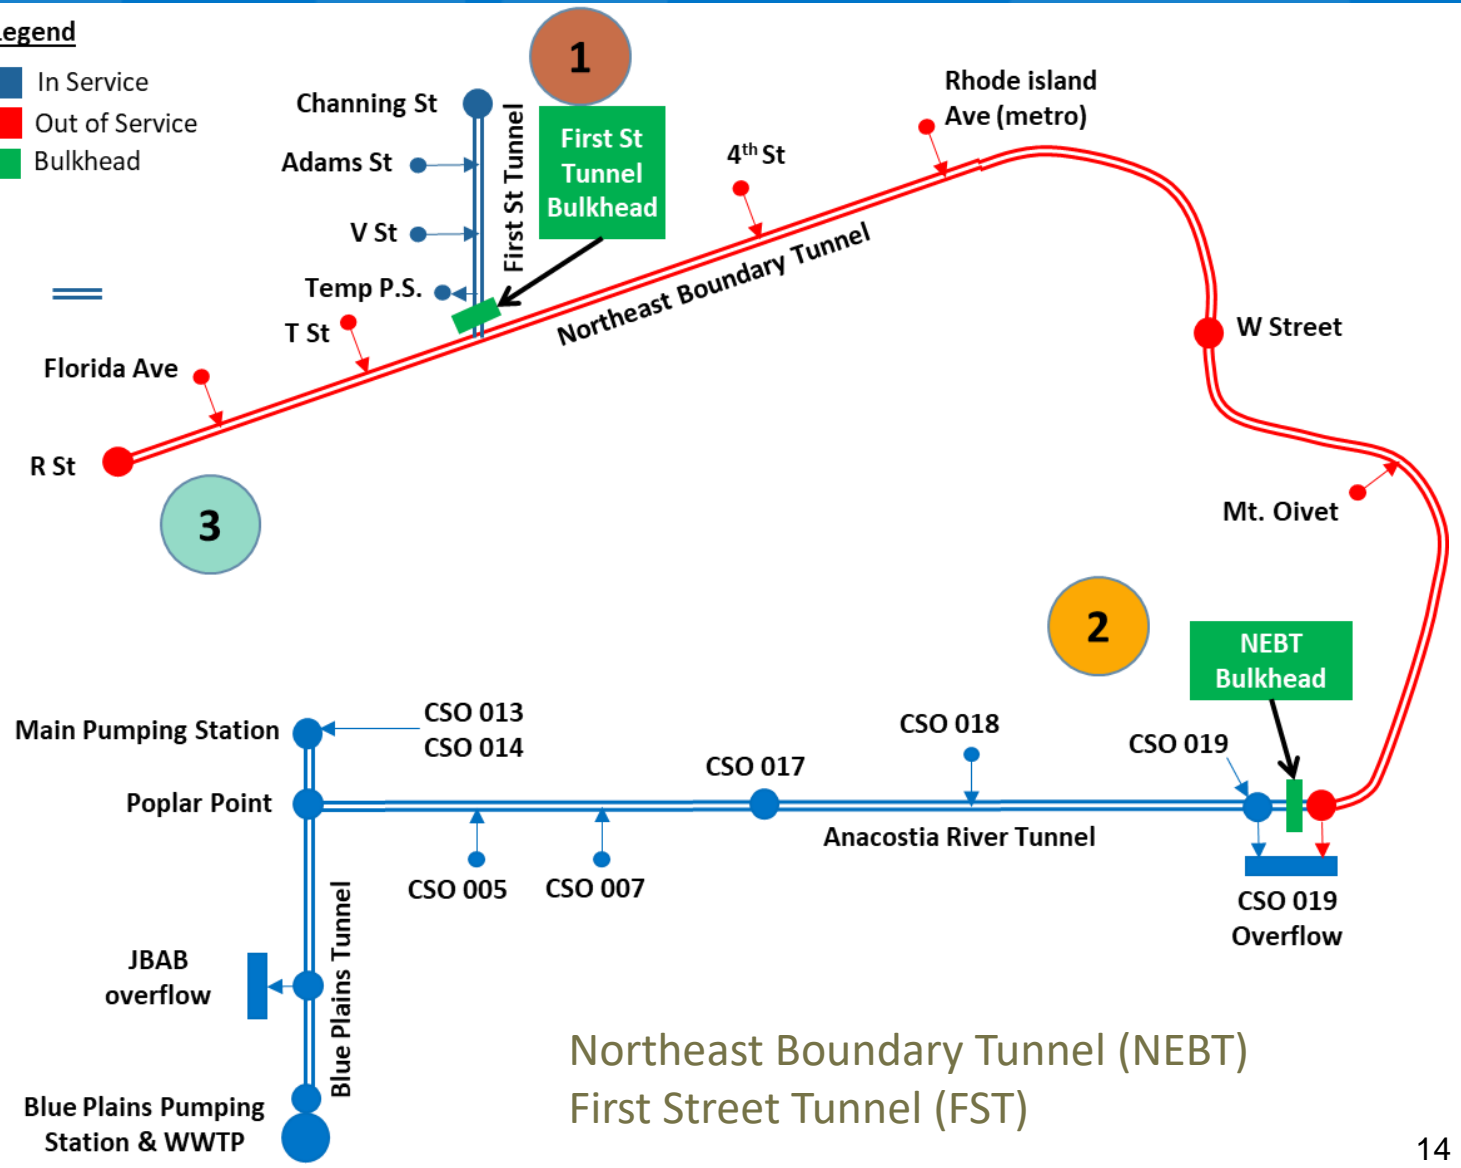 Legend
In Service
Out of Service
Bulkhead
1
Channing St
Adams St
V St
Temp P.S.
T St
Florida Ave
R St
First St Tunnel
First St
Tunnel
Bulkhead
4th St
Rhode island
Ave (metro)
Northeast Boundary Tunnel
W Street
Mt. Oivet
3
2
NEBT
Bulkhead
Main Pumping Station
CSO 013
CSO 014
Poplar Point
CSO 017
CSO 018
CSO 019
Anacostia River Tunnel
CSO 005
CSO 007
CSO 019
Overflow
JBAB
overflow
Blue Plains Tunnel
Blue Plains Pumping
Station & WWTP
Northeast Boundary Tunnel (NEBT)
First Street Tunnel (FST)
14